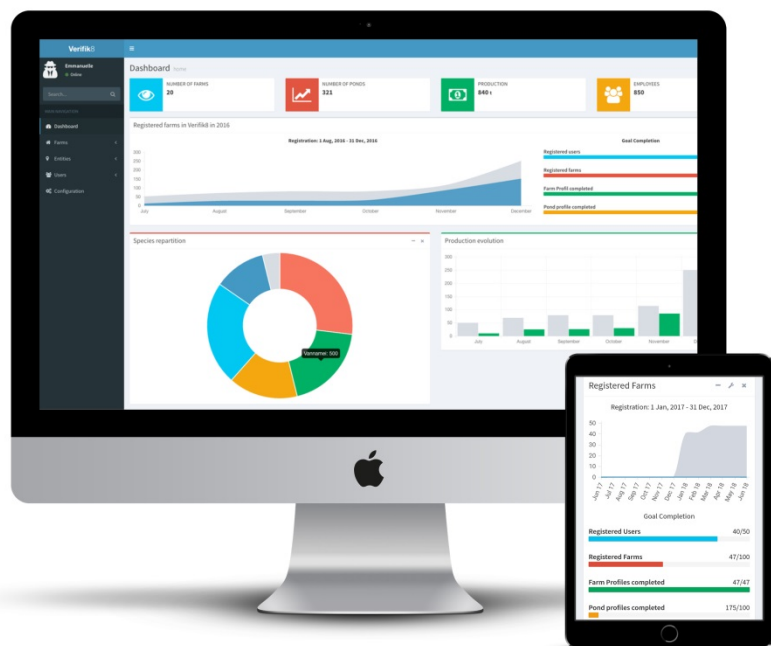 Verifik8
Emmanuelle
Online
Search...
MAIN NAVIGATION
Dashboard
Farms
Entities
Users
Configuration
Dashboard home
NUMBER OF FARMS
20
NUMBER OF PONDS
321
PRODUCTION
840 t
EMPLOYEES
850
Registered farms in Verifik8 in 2016
Registration: 1 Aug, 2016 - 31 Dec, 2016
300
250
200
150
100
50
0
July August September October November December
Goal Completion
Registered users
Registered farms
Farm Profil completed
Pond profile completed
Species repartition
Vanname: 500
Production evolution
300
250
200
150
100
50
0
July August September October November D
Registered Farms
Registration: 1 Jan, 2017 - 31 Dec, 2017
50
40
30
20
10
0
Jun 17 Jul 17 Aug 17 Sep 17 Oct 17 Nov 17 Dec 17 Jan 18 Feb 18 Mar 18 Apr 18 May 18 Jun 18
Goal Completion
Registered Users 40/50
Registered Farms 47/100
Farm Profiles completed 47/47
Pond profiles completed 175/100